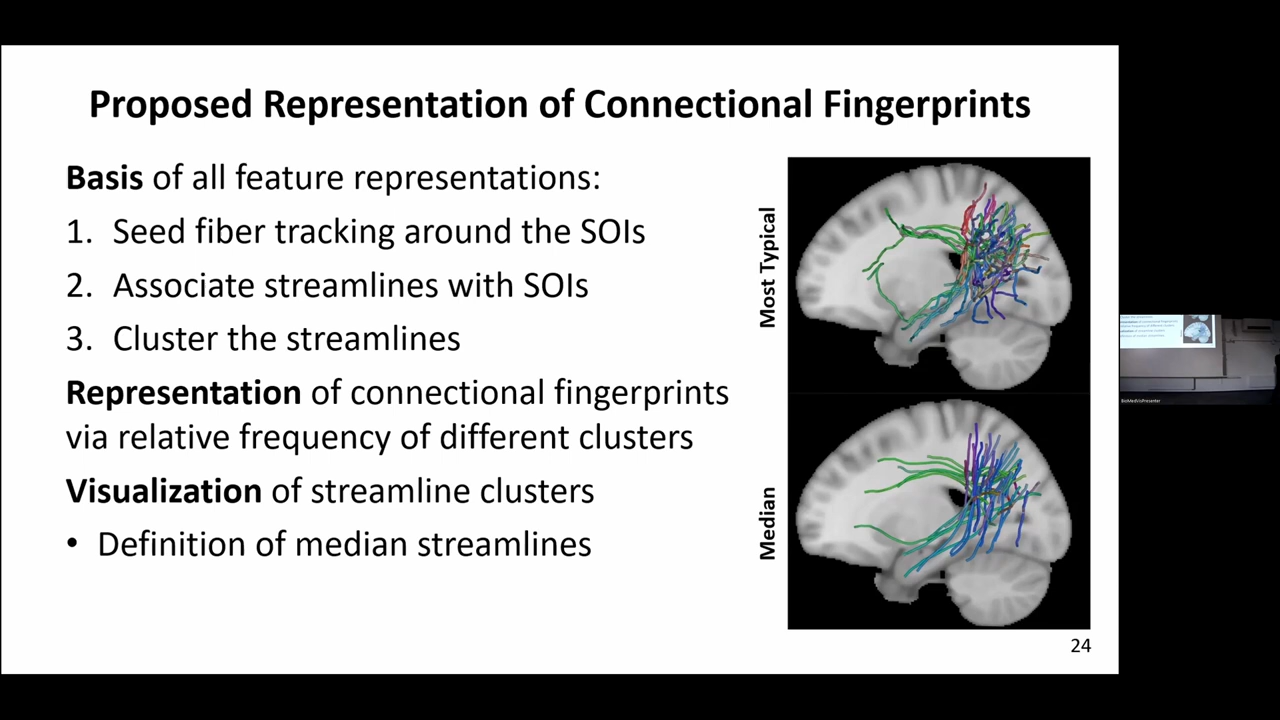 Proposed Representation of Connectional Fingerprints
Basis of all feature representations:
1. Seed fiber tracking around the SOIs
2. Associate streamlines with SOIs
3. Cluster the streamlines
Representation of connectional fingerprints
via relative frequency of different clusters
Visualization of streamline clusters
• Definition of median streamlines
Most Typical
Median
24
BioMedVisPresenter